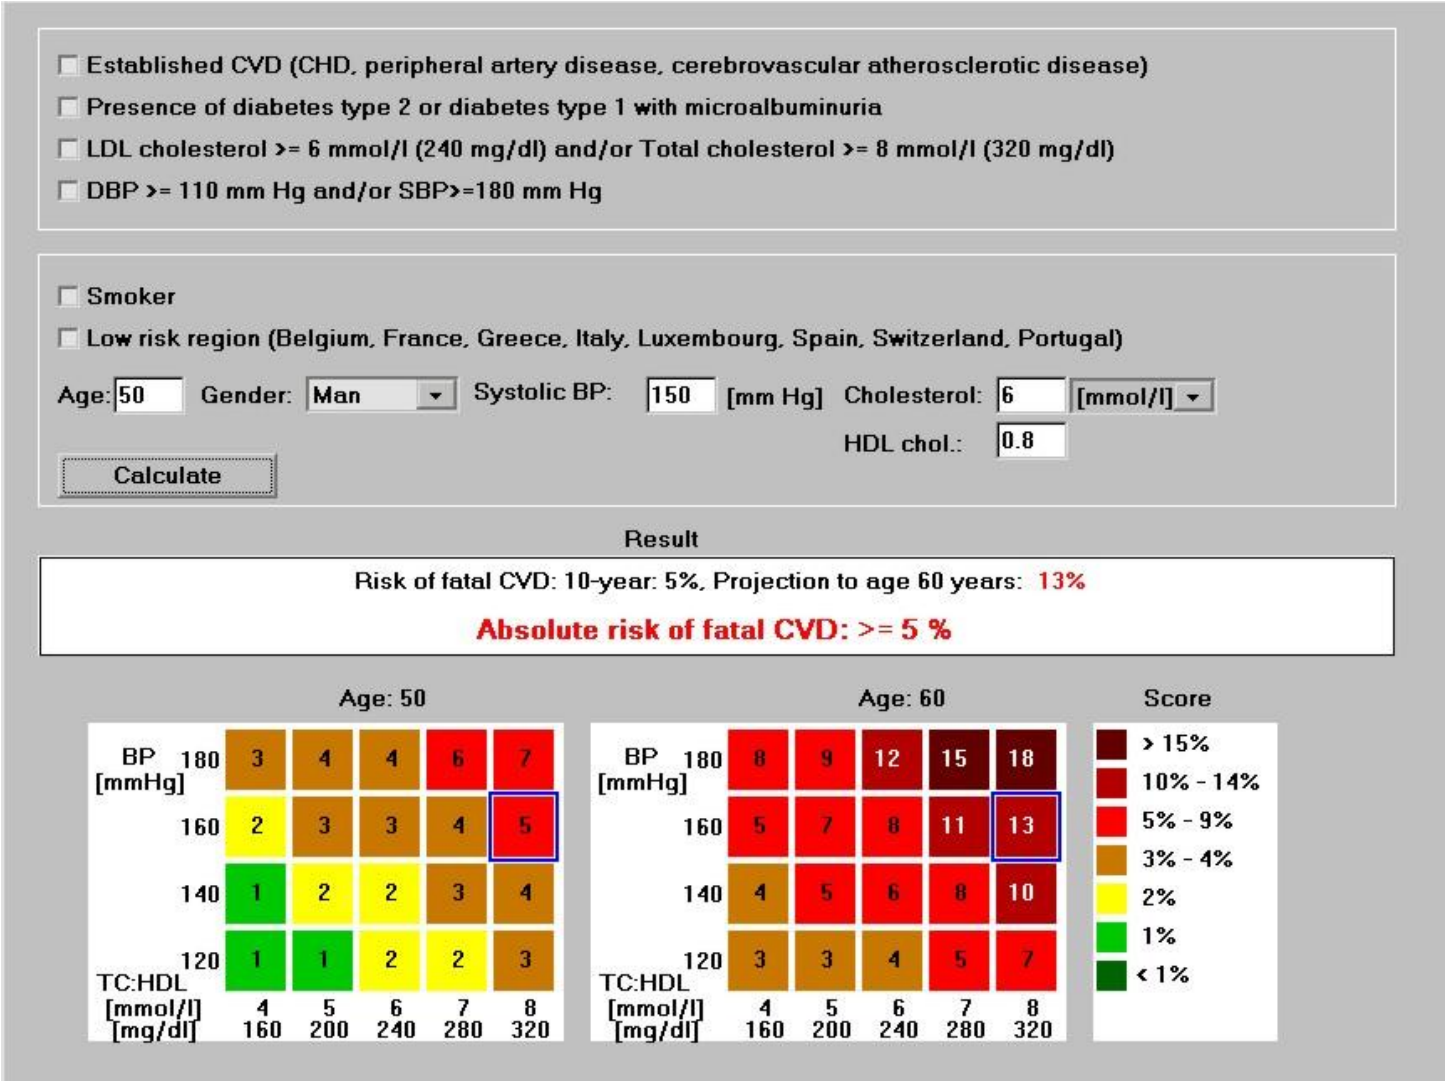 Established CVD (CHD, peripheral artery disease, cerebrovascular atherosclerotic disease)
Presence of diabetes type 2 or diabetes type 1 with microalbuminuria
LDL cholesterol >= 6 mmol/l (240 mg/dl) and/or Total cholesterol >= 8 mmol/l (320 mg/dl)
DBP >= 110 mm Hg and/or SBP>=180 mm Hg
Smoker
Low risk region (Belgium, France, Greece, Italy, Luxembourg, Spain, Switzerland, Portugal)
Age: 50 Gender: Man Systolic BP: 150 [mm Hg] Cholesterol: 6 [mmol/l]
HDL chol.: 0.8
Calculate
Result
Risk of fatal CVD: 10-year: 5%, Projection to age 60 years: 13%
Absolute risk of fatal CVD: >= 5 %
Age: 50
BP 180 3 4 4 6 7
[mmHg]
160 2 3 3 4 5
140 1 2 2 3 4
120 1 1 2 2 3
TC:HDL
[mmol/l] 4 5 6 7 8
[mg/dl] 160 200 240 280 320
Age: 60
BP 180 8 9 12 15 18
[mmHg]
160 5 7 8 11 13
140 4 5 6 8 10
120 3 3 4 5 7
TC:HDL
[mmol/l] 4 5 6 7 8
[mg/dl] 160 200 240 280 320
Score
> 15%
10% - 14%
5% - 9%
3% - 4%
2%
1%
< 1%